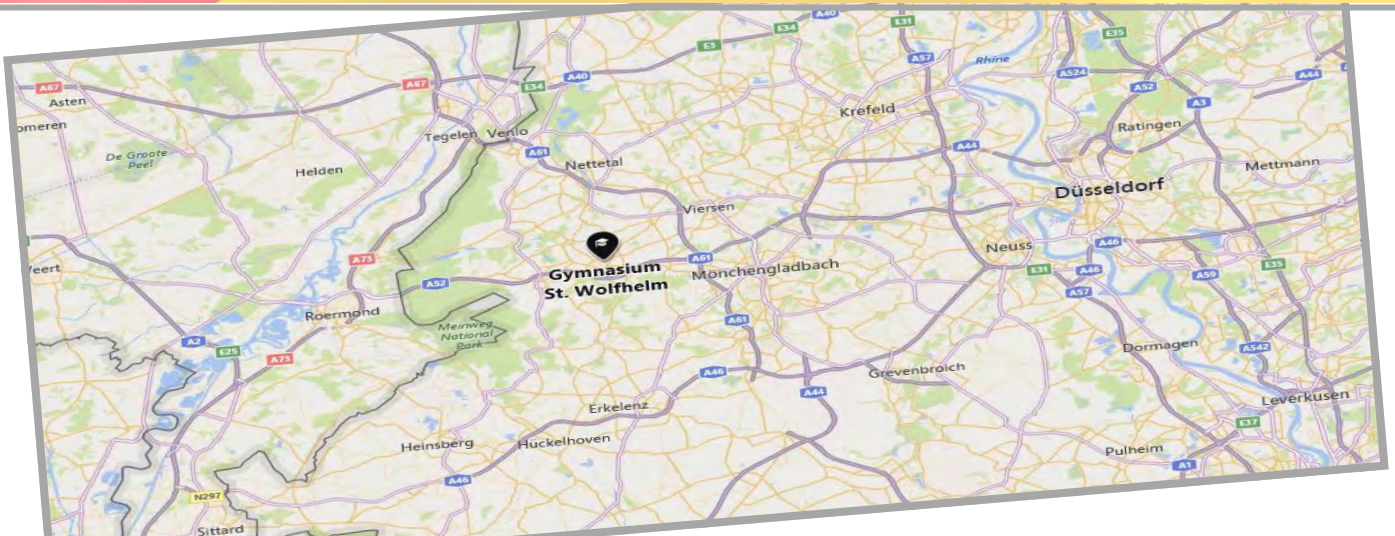 A40
E31
E34
E35
E3
A57
Rhine
A67
A67
E34
A40
A524
A52
A44
Asten
A3
Krefeld
omeren
Tegelen
Venlo
Ratingen
De Groote
Peel
A61
A44
Helden
Nettetal
Mettmann
Düsseldorf
Viersen
Neuss
A46
A73
Gymnasium
St. Wolfhelm
A61
Mönchengladbach
E31
A46
A59
E35
A52
A57
Roermond
Meinweg
National
Park
A61
A2
E25
A73
Dormagen
A542
A46
Grevenbroich
A44
Leverkusen
Erkelenz
E37
Heinsberg
Hückelhoven
Pulheim
A1
A46
N297
Sittard